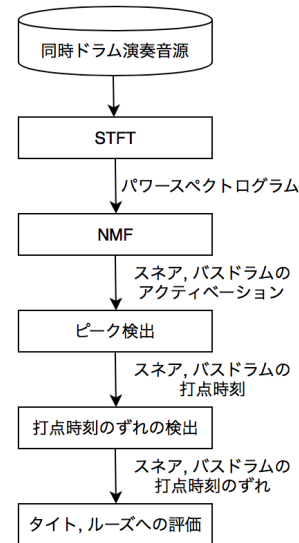 同時ドラム演奏音源
STFT
パワースペクトログラム
NMF
スネア, バスドラムの
アクティベーション
ピーク検出
スネア, バスドラムの
打点時刻
打点時刻のずれの検出
スネア, バスドラムの
打点時刻のずれ
タイト, ルーズへの評価